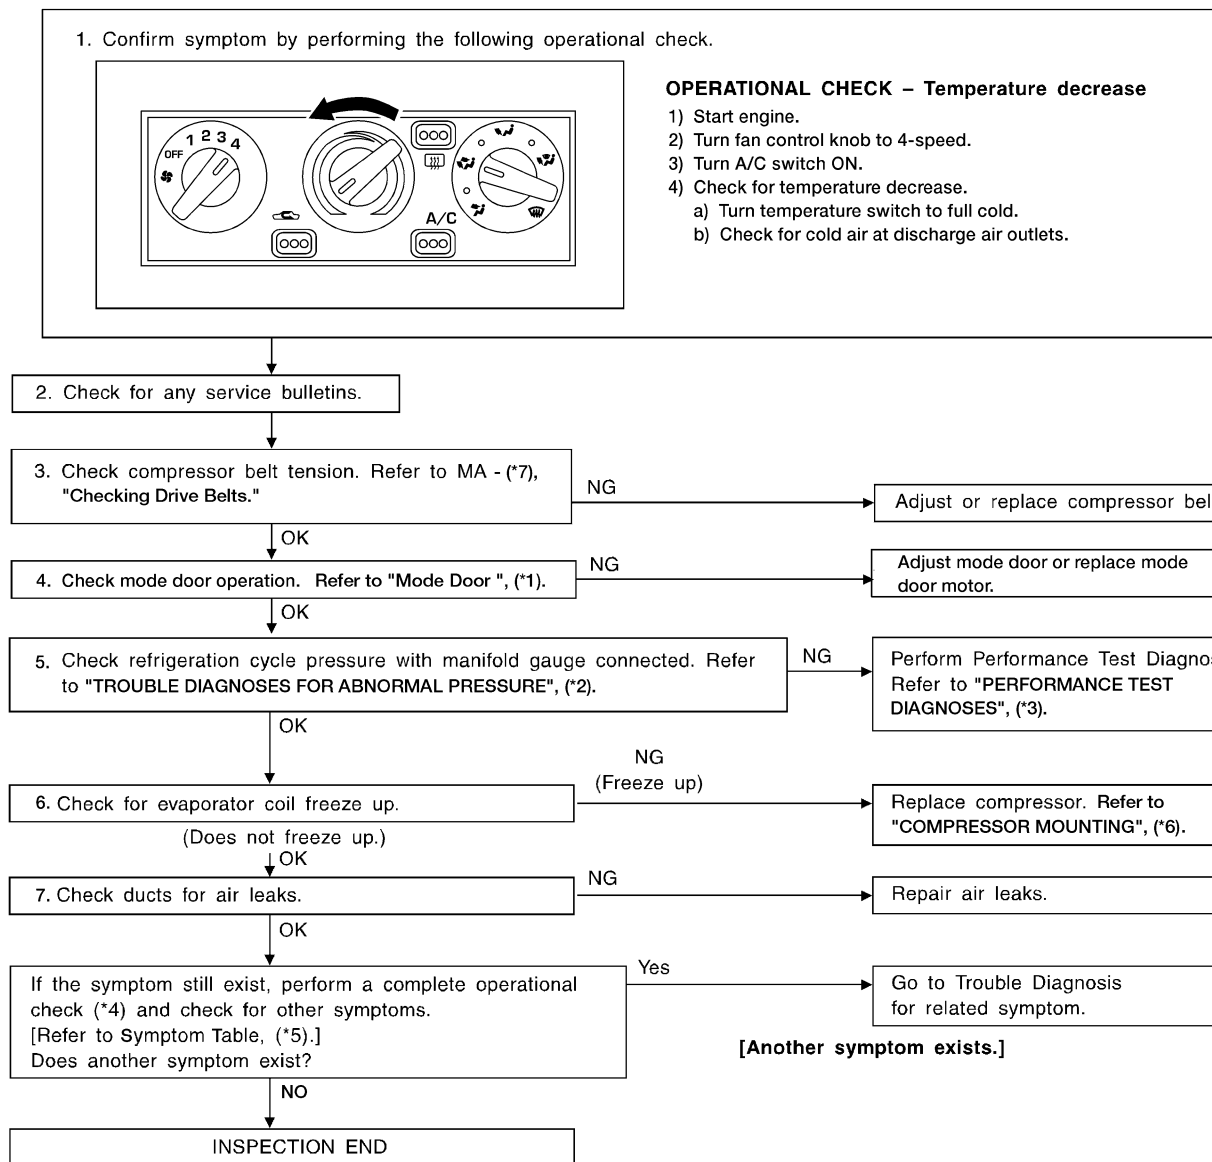 1. Confirm symptom by performing the following operational check.
OFF 1 2 3 4
A/C
OPERATIONAL CHECK – Temperature decrease
1) Start engine.
2) Turn fan control knob to 4-speed.
3) Turn A/C switch ON.
4) Check for temperature decrease.
a) Turn temperature switch to full cold.
b) Check for cold air at discharge air outlets.
2. Check for any service bulletins.
3. Check compressor belt tension. Refer to MA - (*7),
"Checking Drive Belts."
NG
Adjust or replace compressor bel
OK
4. Check mode door operation. Refer to "Mode Door ", (*1).
NG
Adjust mode door or replace mode
door motor.
OK
5. Check refrigeration cycle pressure with manifold gauge connected. Refer
to "TROUBLE DIAGNOSES FOR ABNORMAL PRESSURE", (*2).
NG
Perform Performance Test Diagnos
Refer to "PERFORMANCE TEST
DIAGNOSES", (*3).
OK
NG
(Freeze up)
6. Check for evaporator coil freeze up.
Replace compressor. Refer to
"COMPRESSOR MOUNTING", (*6).
(Does not freeze up.)
OK
7. Check ducts for air leaks.
NG
Repair air leaks.
OK
If the symptom still exist, perform a complete operational
check (*4) and check for other symptoms.
[Refer to Symptom Table, (*5).]
Does another symptom exist?
Yes
Go to Trouble Diagnosis
for related symptom.
[Another symptom exists.]
NO
INSPECTION END